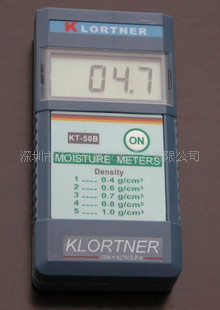 KLORTNER
04.7
KT-50B
ON
MOISTURE METERS
Density
1 .... 0.4 g/cm³
2 .... 0.6 g/cm³
3 .... 0.7 g/cm³
4 .... 0.8 g/cm³
5 .... 1.0 g/cm³
深圳市
有限公司
KLORTNER